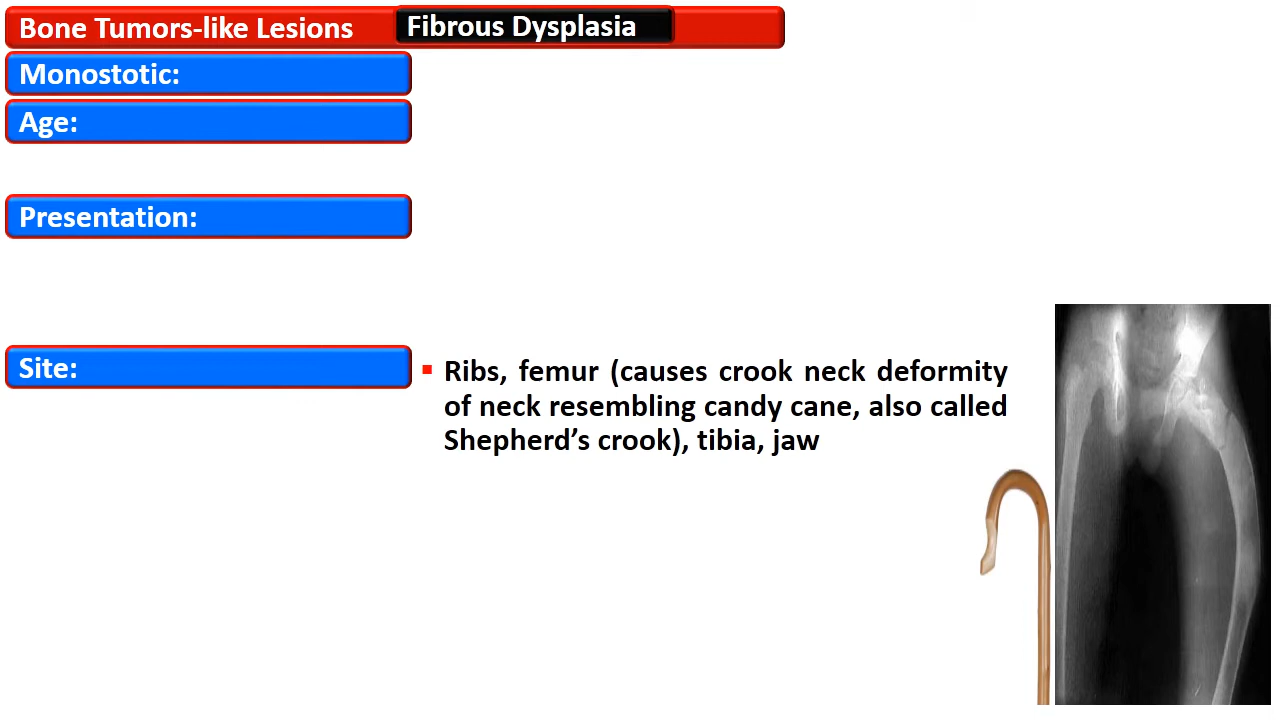 Bone Tumors-like Lesions Fibrous Dysplasia
Monostotic:
Age:
Presentation:
Site:
▪ Ribs, femur (causes crook neck deformity
of neck resembling candy cane, also called
Shepherd’s crook), tibia, jaw